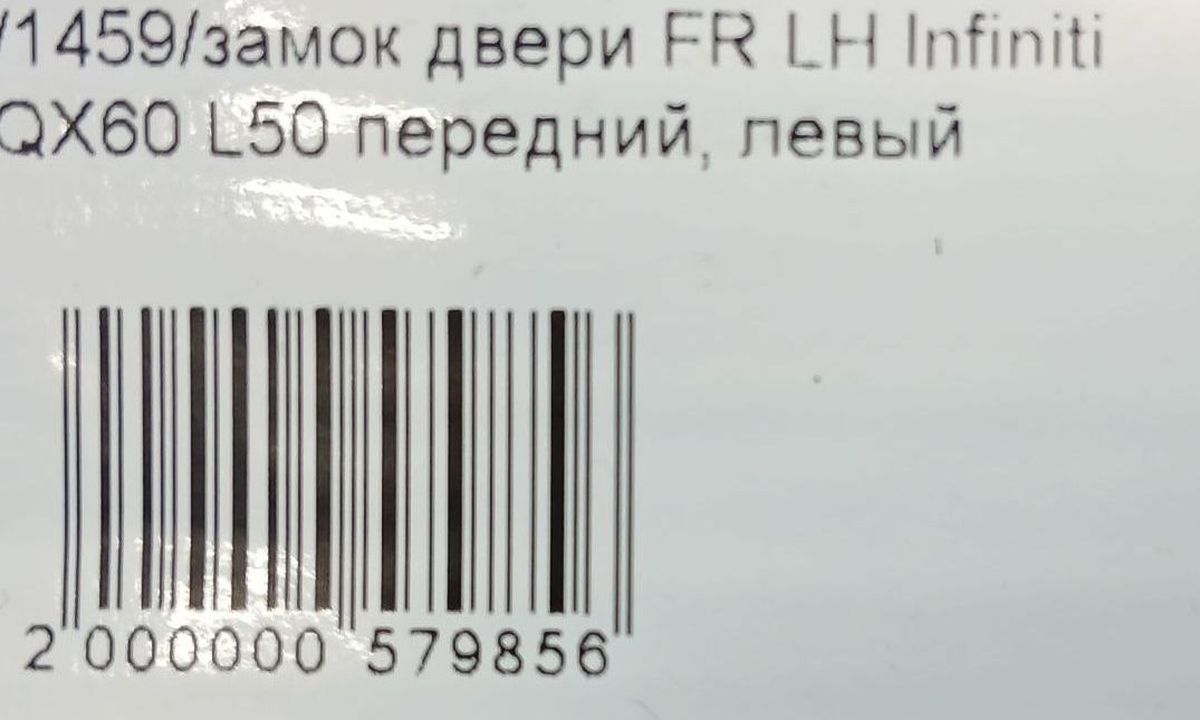 /1459/замок двери FR LH Infiniti
QX60 L50 передний, левый
2 000000 579856